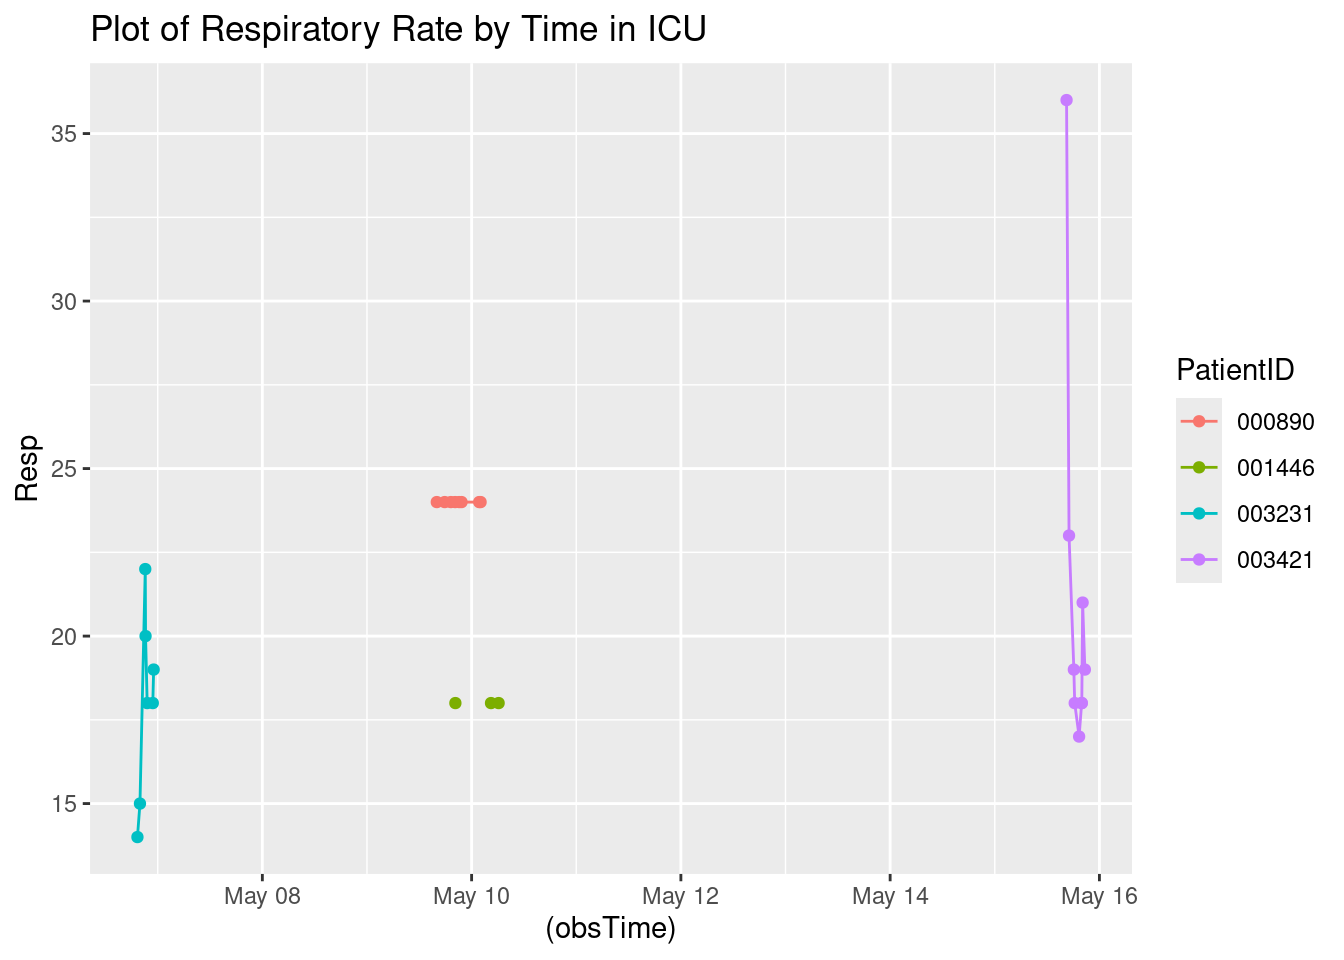 Plot of Respiratory Rate by Time in ICU
35
30
25
20
15
Resp
May 08
May 10
May 12
May 14
May 16
(obsTime)
PatientID
000890
001446
003231
003421